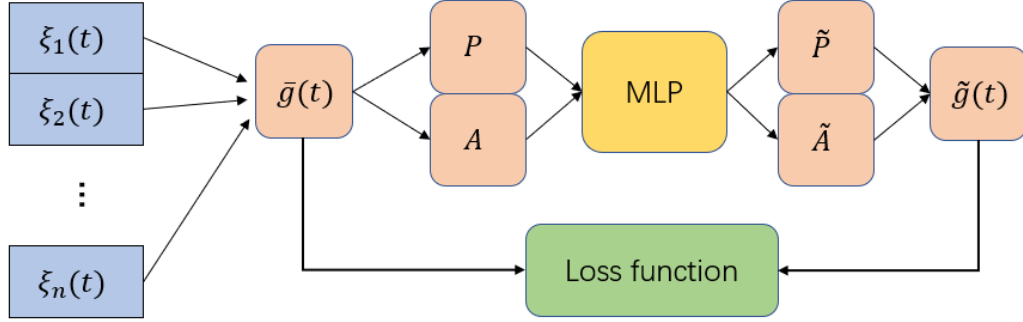 ξ₁(t)
ξ₂(t)
⋮
ξₙ(t)
ḡ(t)
P
A
MLP
P̃
Ã
g̃(t)
Loss function